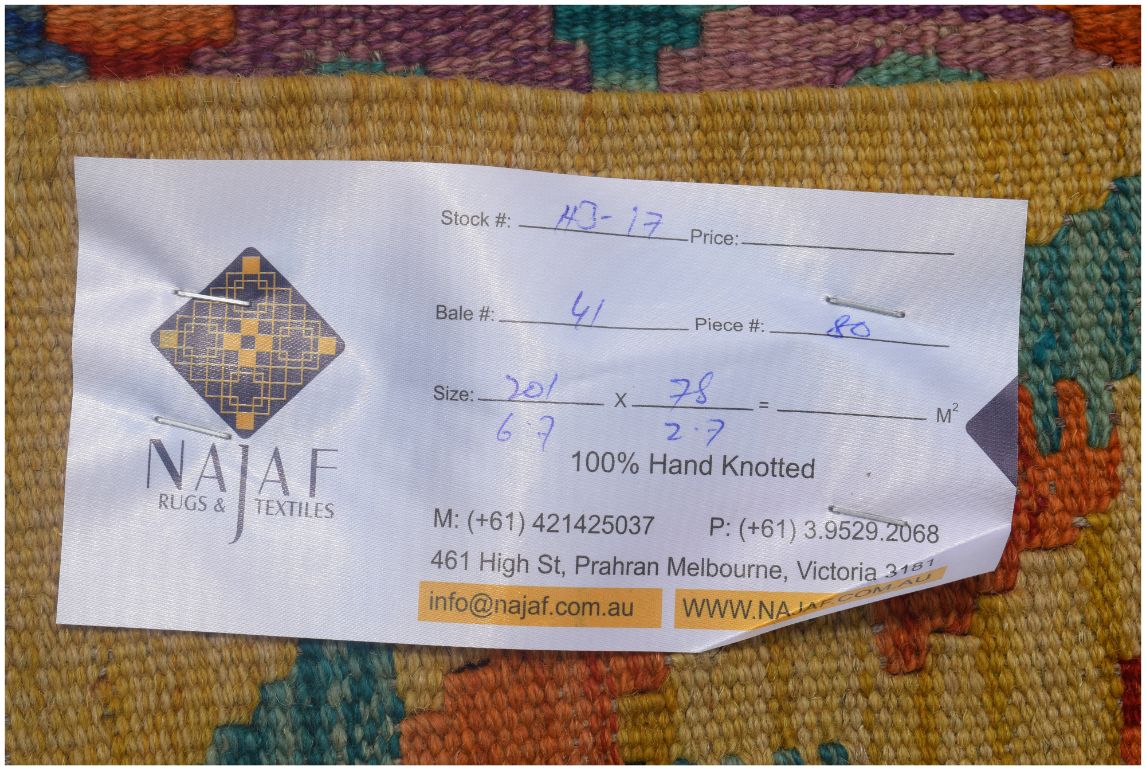 Stock #: HD-17 Price:
Bale #: 41 Piece #: 80
Size: 201 X 78 = M²
6.7 2.7
100% Hand Knotted
NAJAF
RUGS & TEXTILES
M: (+61) 421425037 P: (+61) 3.9529.2068
461 High St, Prahran Melbourne, Victoria 3181
info@najaf.com.au WWW.NAJAF.COM.AU